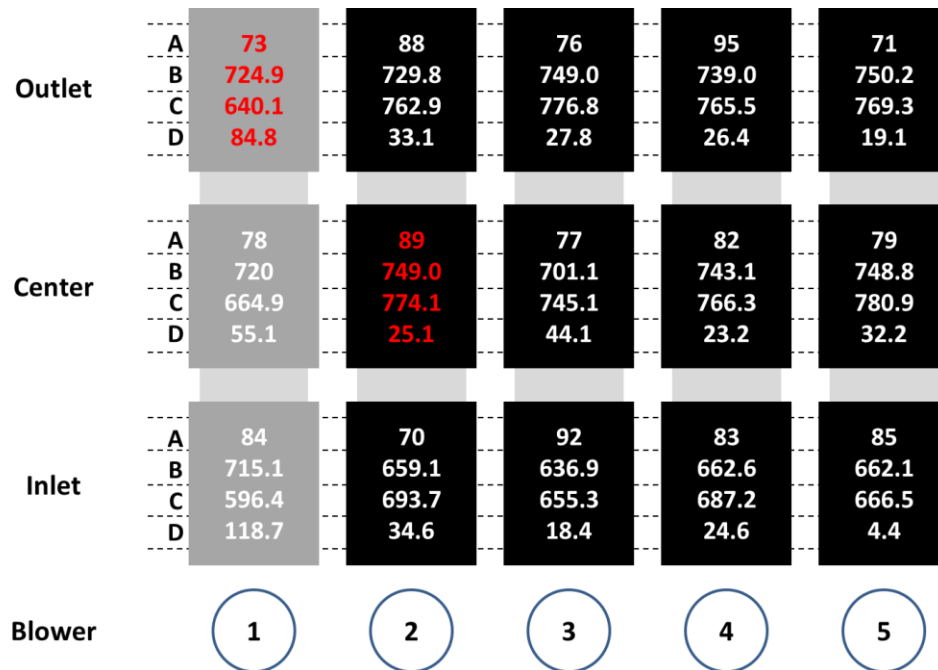 A 73 88 76 95 71
Outlet
B 724.9 729.8 749.0 739.0 750.2
C 640.1 762.9 776.8 765.5 769.3
D 84.8 33.1 27.8 26.4 19.1
A 78 89 77 82 79
B 720 749.0 701.1 743.1 748.8
Center
C 664.9 774.1 745.1 766.3 780.9
D 55.1 25.1 44.1 23.2 32.2
A 84 70 92 83 85
B 715.1 659.1 636.9 662.6 662.1
Inlet
C 596.4 693.7 655.3 687.2 666.5
D 118.7 34.6 18.4 24.6 4.4
Blower 1 2 3 4 5